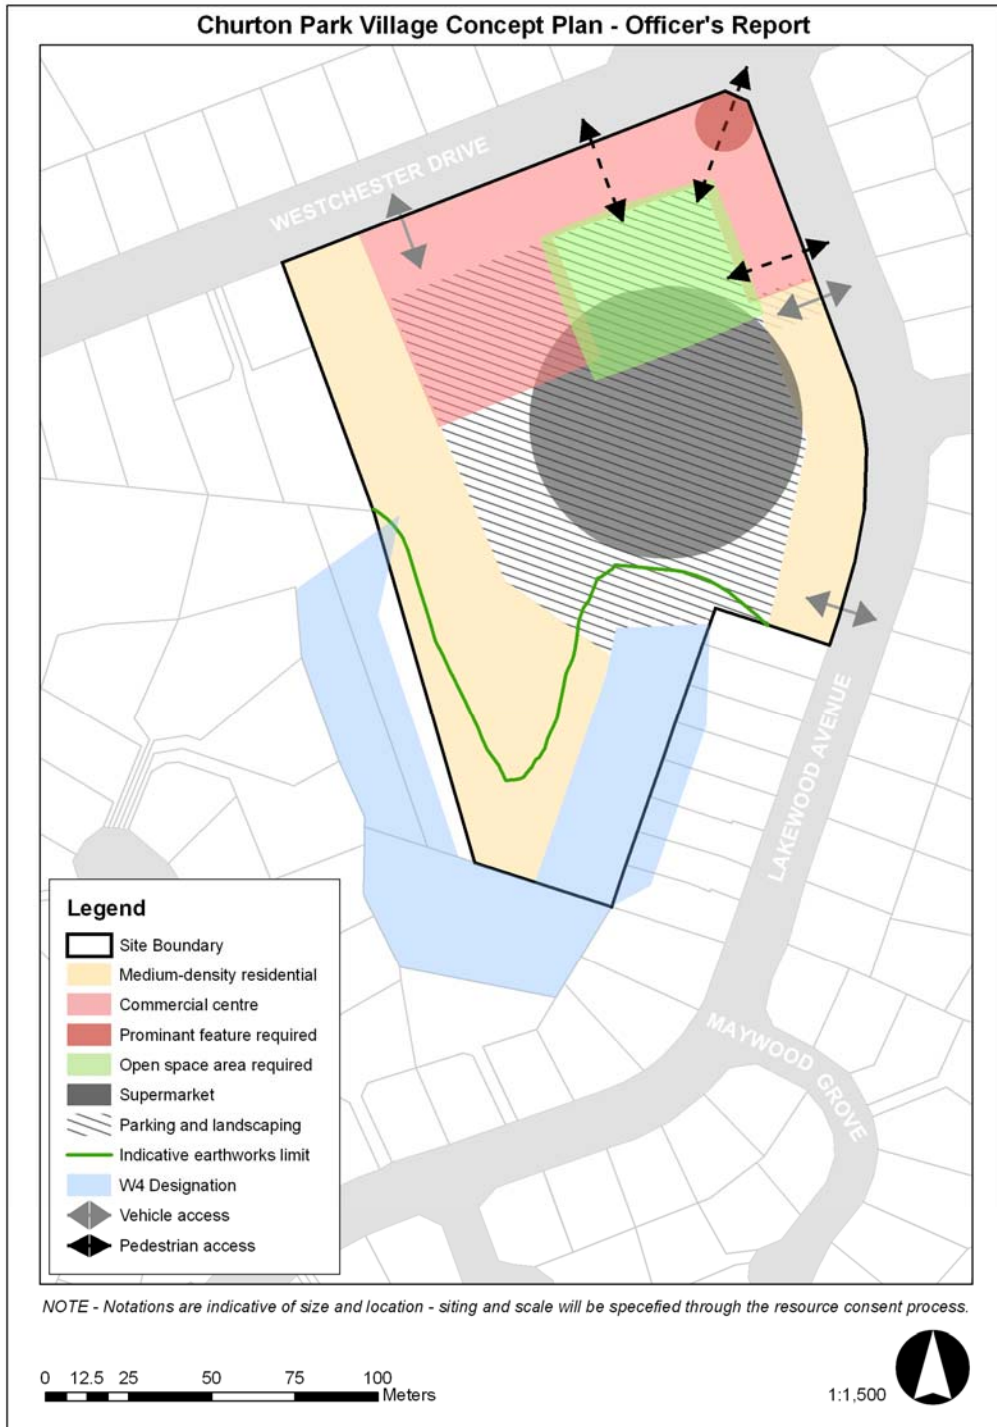 Churton Park Village Concept Plan - Officer's Report
WESTCHESTER DRIVE
LAKEWOOD AVENUE
MAYWOOD GROVE
Legend
Site Boundary
Medium-density residential
Commercial centre
Prominant feature required
Open space area required
Supermarket
Parking and landscaping
Indicative earthworks limit
W4 Designation
Vehicle access
Pedestrian access
NOTE - Notations are indicative of size and location - siting and scale will be specefied through the resource consent process.
0 12.5 25 50 75 100
Meters
1:1,500